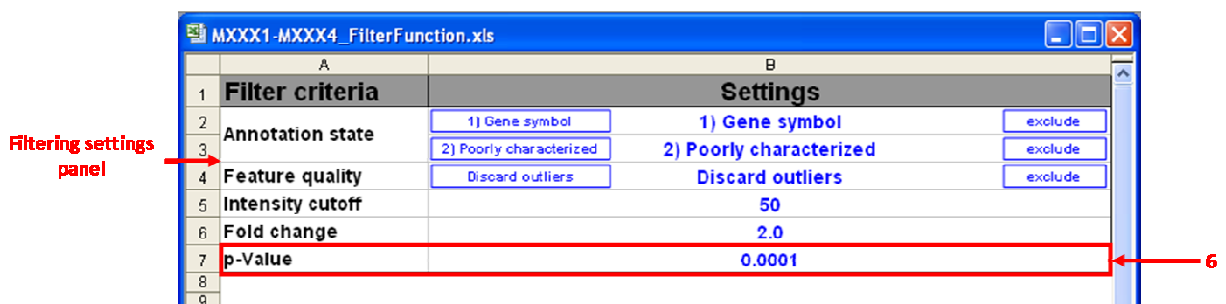 MXXX1-MXXX4_FilterFunction.xls
A B
1 Filter criteria Settings
2 Annotation state 1) Gene symbol 1) Gene symbol exclude
3 2) Poorly characterized 2) Poorly characterized exclude
Filtering settings
panel
4 Feature quality Discard outliers Discard outliers exclude
5 Intensity cutoff 50
6 Fold change 2.0
7 p-Value 0.0001 6
8
9